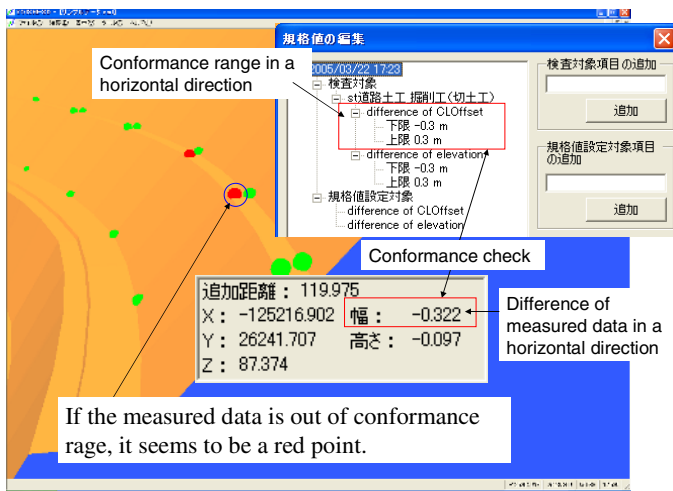 規格値の編集
Conformance range in a
horizontal direction
2005/03/22 17:23
検査対象
st道路土工 掘削工(切土工)
difference of CLOffset
下限 -0.3 m
上限 0.3 m
difference of elevation
下限 -0.3 m
上限 0.3 m
規格値設定対象
difference of CLOffset
difference of elevation
検査対象項目の追加
追加
規格値設定対象項目
の追加
追加
Conformance check
追加距離: 119.975
X: -125216.902 幅: -0.322
Y: 26241.707 高さ: -0.097
Z: 87.374
Difference of
measured data in a
horizontal direction
If the measured data is out of conformance
rage, it seems to be a red point.